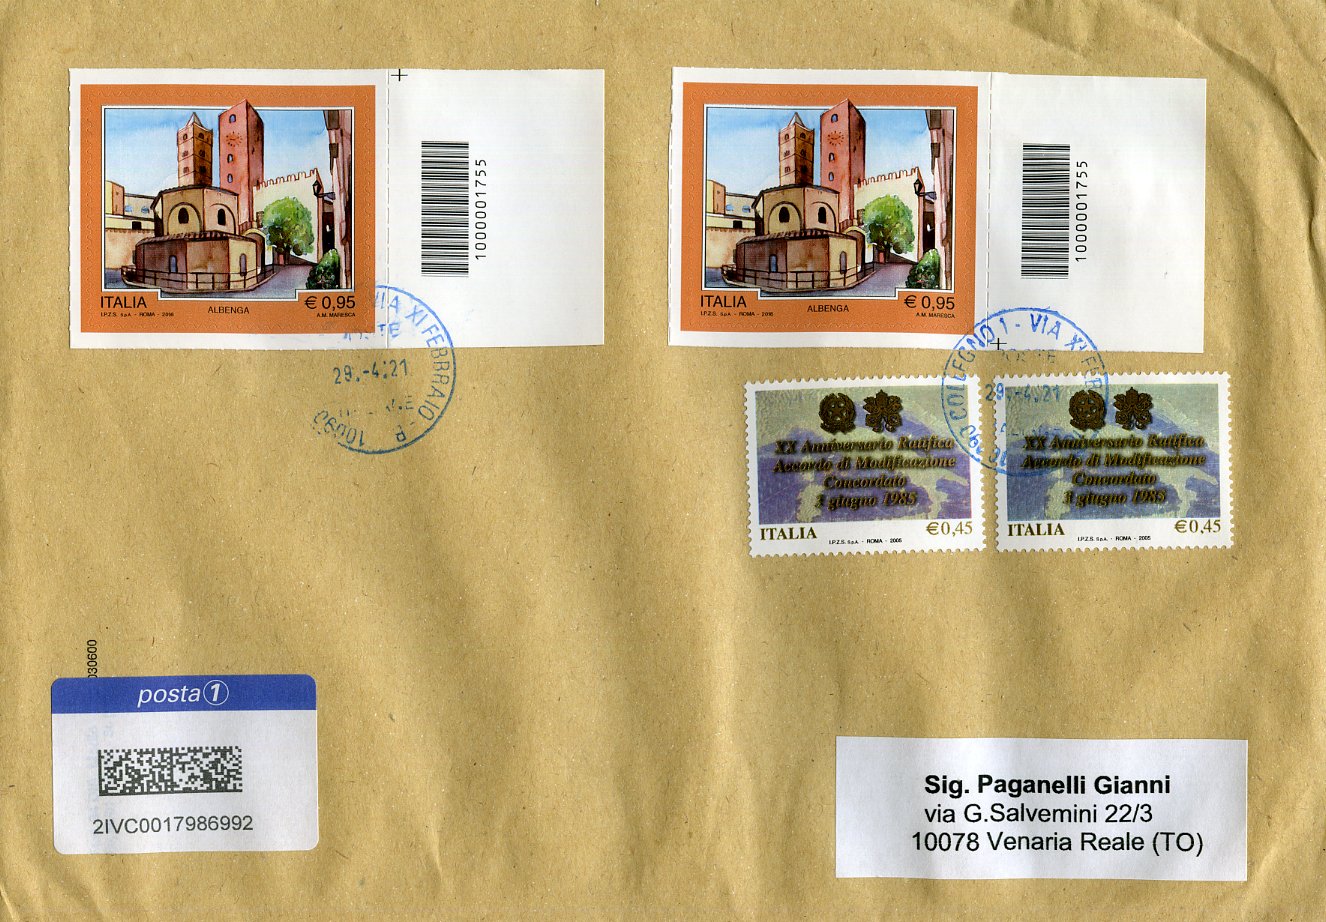 1000001755
ITALIA
€ 0,95
I.P.Z.S. S.p.A. - ROMA - 2016
ALBENGA
A.M. MARESCA
1000001755
ITALIA
€ 0,95
I.P.Z.S. S.p.A. - ROMA - 2016
ALBENGA
A.M. MARESCA
VIA XI FEBBRAIO - P
29.-4.21
COLLEGNO 1 - VIA XI FEB
29.-4.21
XX Anniversario Ratifica
Accordo di Modificazione
Concordato
3 giugno 1985
ITALIA
€0,45
I.P.Z.S. S.p.A. - ROMA - 2005
XX Anniversario Ratifica
Accordo di Modificazione
Concordato
3 giugno 1985
ITALIA
€0,45
I.P.Z.S. S.p.A. - ROMA - 2005
030600
posta 1
2IVC0017986992
Sig. Paganelli Gianni
via G.Salvemini 22/3
10078 Venaria Reale (TO)